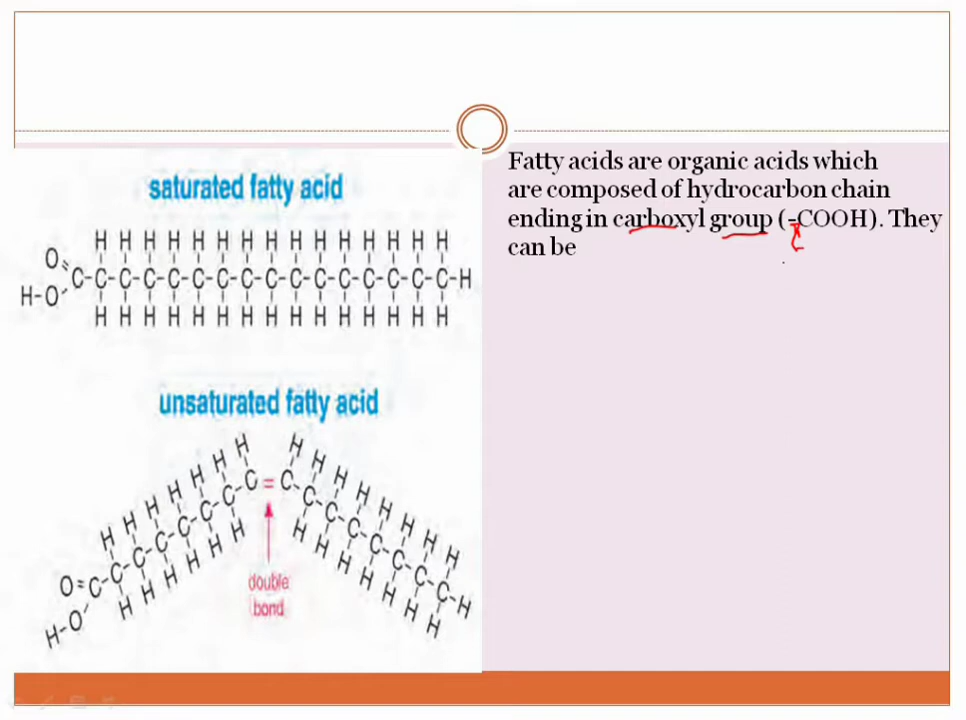 saturated fatty acid
H H H H H H H H H H H H H H H
O
C-C-C-C-C-C-C-C-C-C-C-C-C-C-C-C-H
H-O
H H H H H H H H H H H H H H H
unsaturated fatty acid
H H H H H H H H H H H H H H H
C=C
O=C-C-C-C-C-C-C C-C-C-C-C-C-C-H
H-O
H H H H H H H H H H H H H
double
bond
Fatty acids are organic acids which
are composed of hydrocarbon chain
ending in carboxyl group (-COOH). They
can be